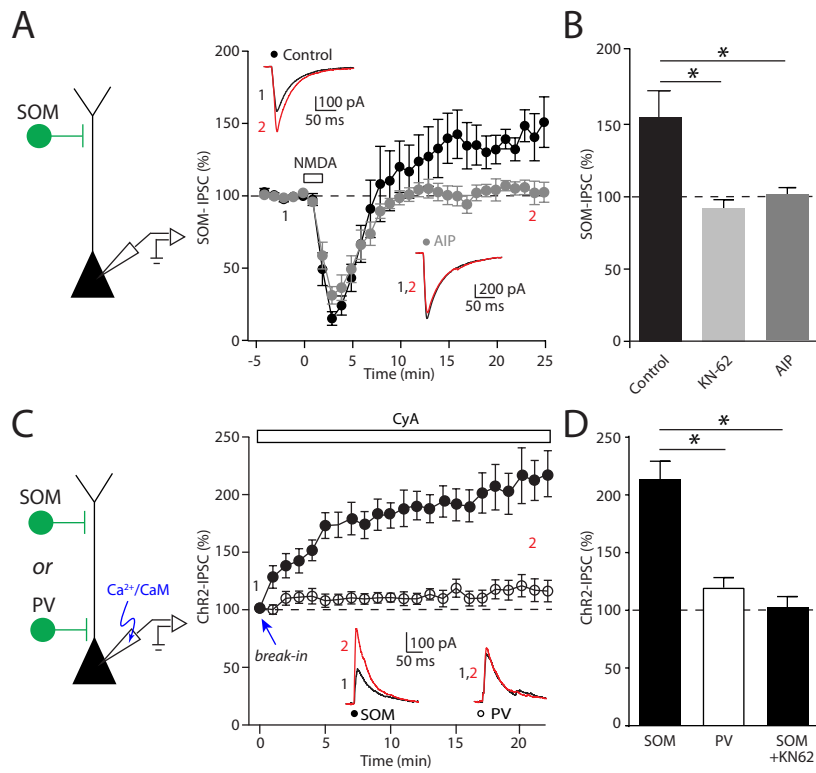 A
SOM
SOM- IPSC (%)
200
150
100
50
0
-5
0
5
10
15
20
25
Time (min)
Control
1
2
100 pA
50 ms
NMDA
1
2
AIP
1,2
200 pA
50 ms
B
SOM-IPSC (%)
200
150
100
50
0
*
*
Control
KN-62
AIP
C
SOM
or
PV
Ca²⁺/CaM
CyA
ChR2-IPSC (%)
250
200
150
100
50
0
0
5
10
15
20
Time (min)
1
2
break-in
1
2
SOM
100 pA
50 ms
1,2
PV
D
ChR2-IPSC (%)
250
200
150
100
50
0
*
*
SOM
PV
SOM
+KN62